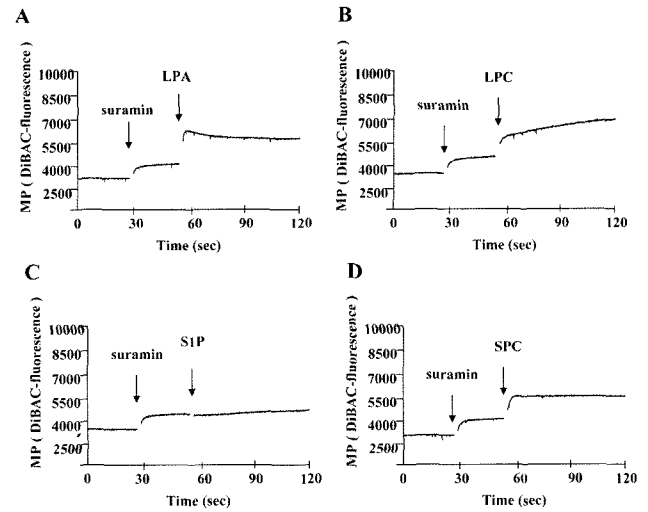 A
MP ( DiBAC-fluorescence )
10000
8500
7000
5500
4000
2500
suramin
LPA
0 30 60 90 120
Time (sec)
B
MP ( DiBAC-fluorescence )
10000
8500
7000
5500
4000
2500
suramin
LPC
0 30 60 90 120
Time (sec)
C
MP ( DiBAC-fluorescence )
10000
8500
7000
5500
4000
2500
suramin
S1P
0 30 60 90 120
Time (sec)
D
MP ( DiBAC-fluorescence )
10000
8500
7000
5500
4000
2500
suramin
SPC
0 30 60 90 120
Time (sec)